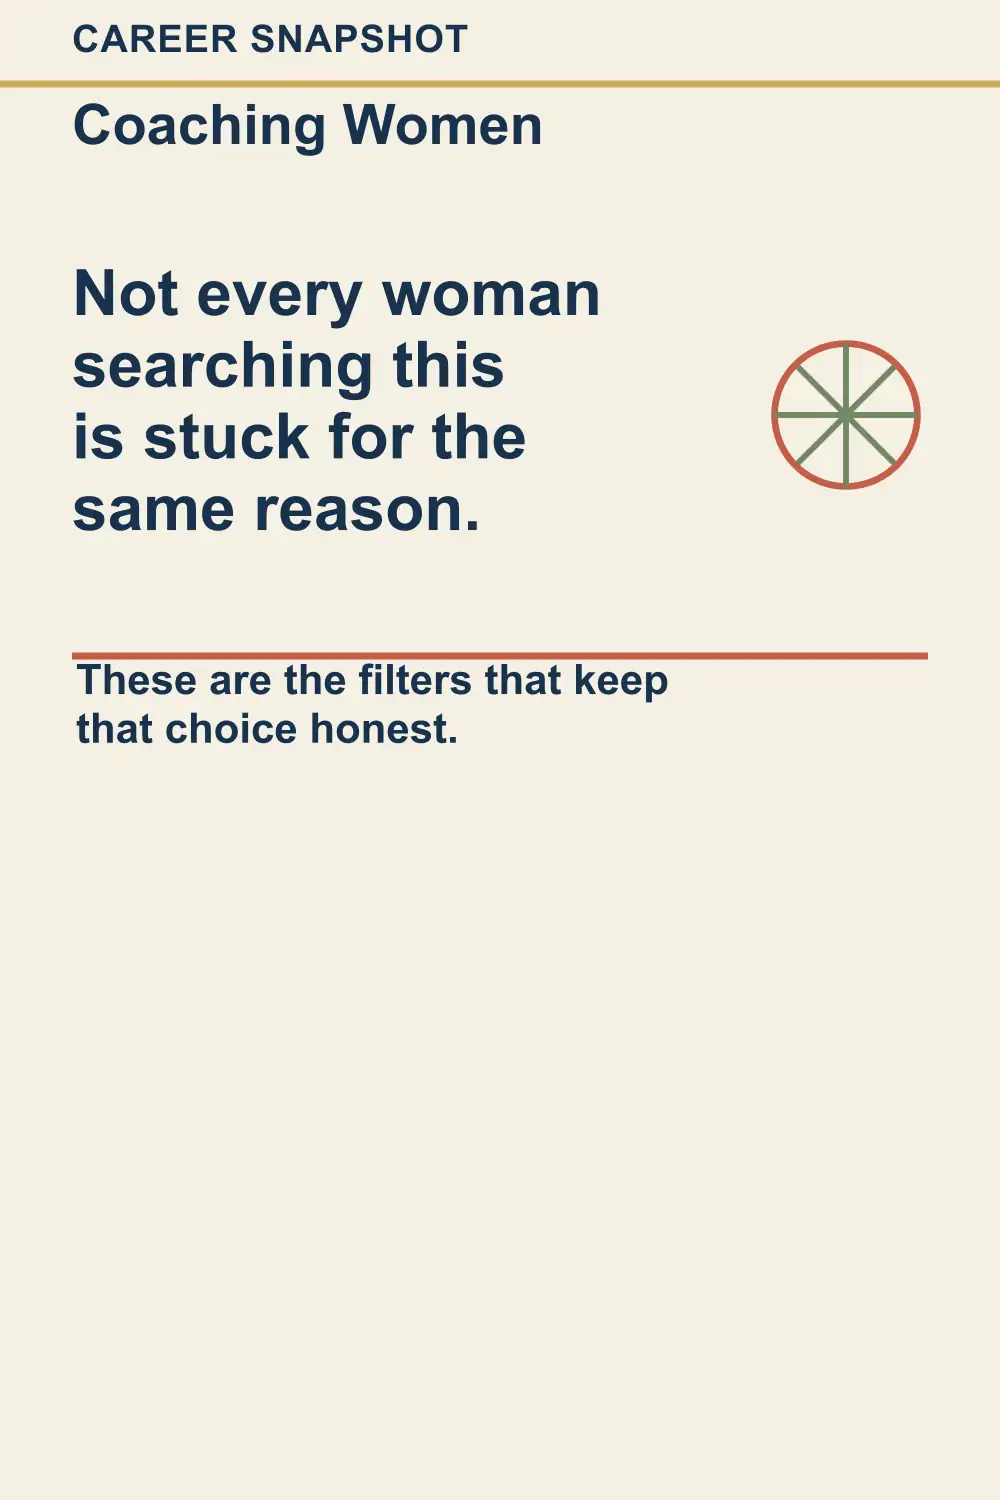 CAREER SNAPSHOT
Coaching Women
Not every woman
searching this
is stuck for the
same reason.
These are the filters that keep
that choice honest.